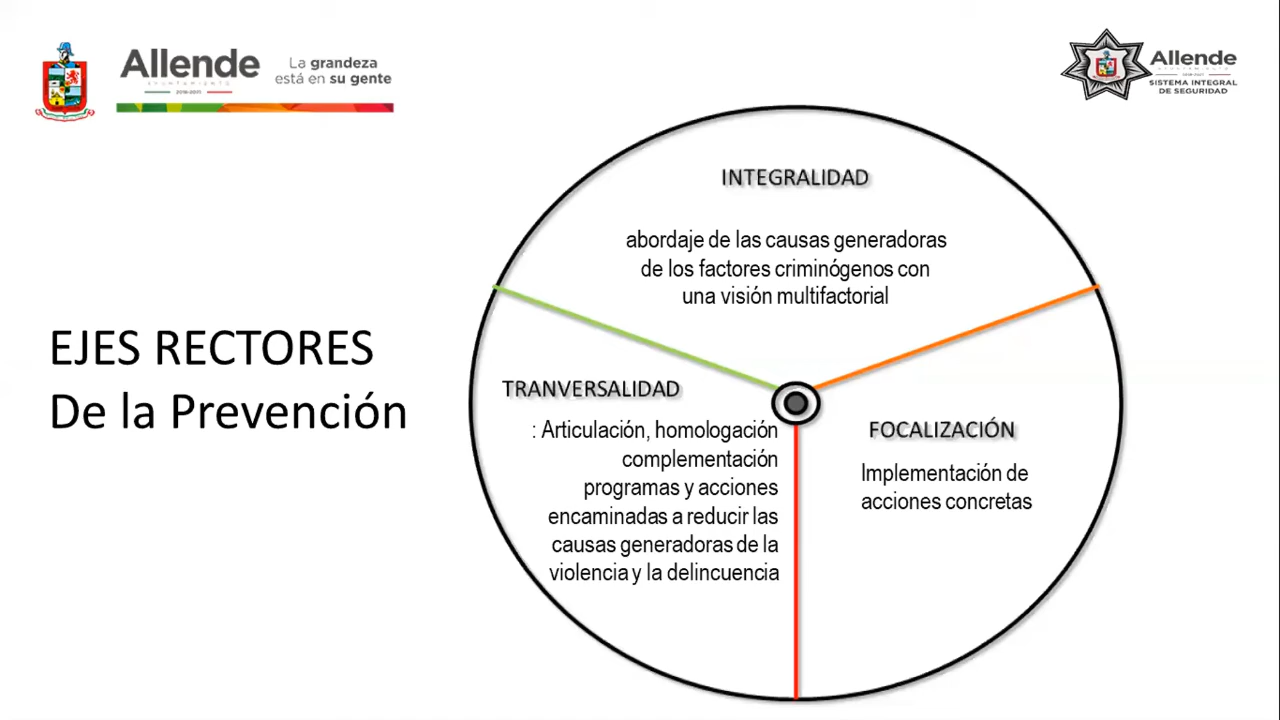 Allende
AYUNTAMIENTO
La grandeza
está en su gente
Allende
SISTEMA INTEGRAL
DE SEGURIDAD
EJES RECTORES
De la Prevención
INTEGRALIDAD
abordaje de las causas generadoras
de los factores criminógenos con
una visión multifactorial
TRANVERSALIDAD
: Articulación, homologación
complementación
programas y acciones
encaminadas a reducir las
causas generadoras de la
violencia y la delincuencia
FOCALIZACIÓN
Implementación de
acciones concretas